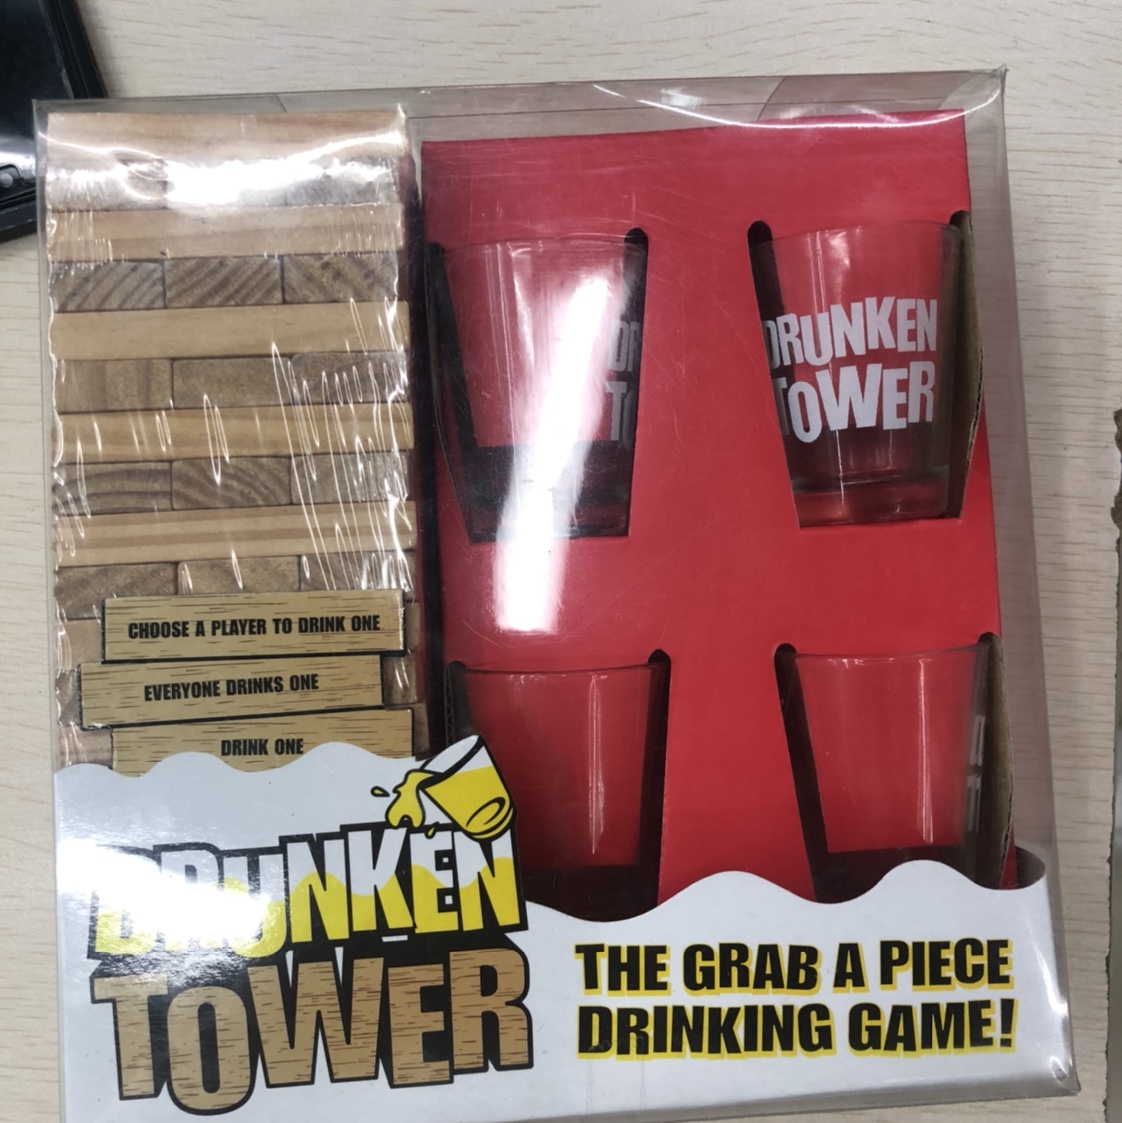 DRUNKEN
TOWER
CHOOSE A PLAYER TO DRINK ONE
EVERYONE DRINKS ONE
DRINK ONE
DRUNKEN
TOWER
THE GRAB A PIECE
DRINKING GAME!